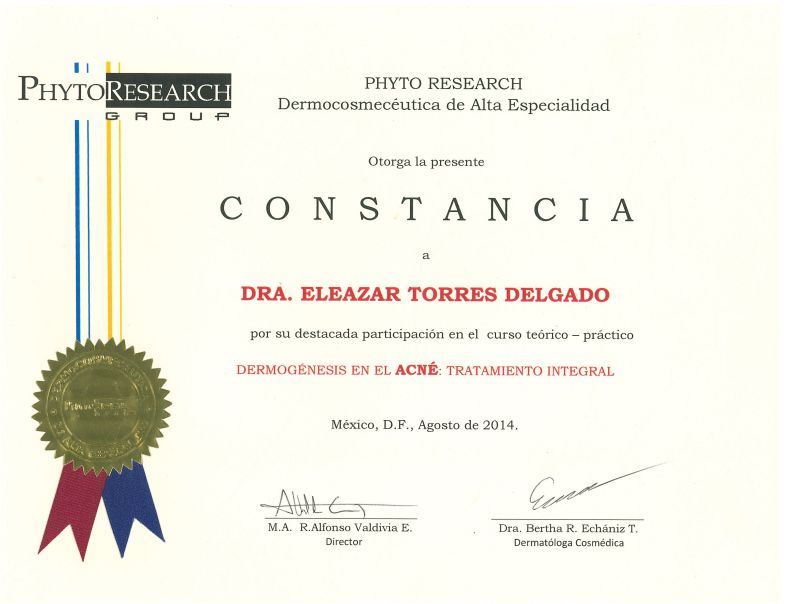 PHYTORESEARCH
GROUP
PHYTO RESEARCH
Dermocosmecéutica de Alta Especialidad
Otorga la presente
CONSTANCIA
a
DRA. ELEAZAR TORRES DELGADO
por su destacada participación en el curso teórico – práctico
DERMOGÉNESIS EN EL ACNÉ: TRATAMIENTO INTEGRAL
México, D.F., Agosto de 2014.
M.A. R.Alfonso Valdivia E.
Director
Dra. Bertha R. Echániz T.
Dermatóloga Cosmédica